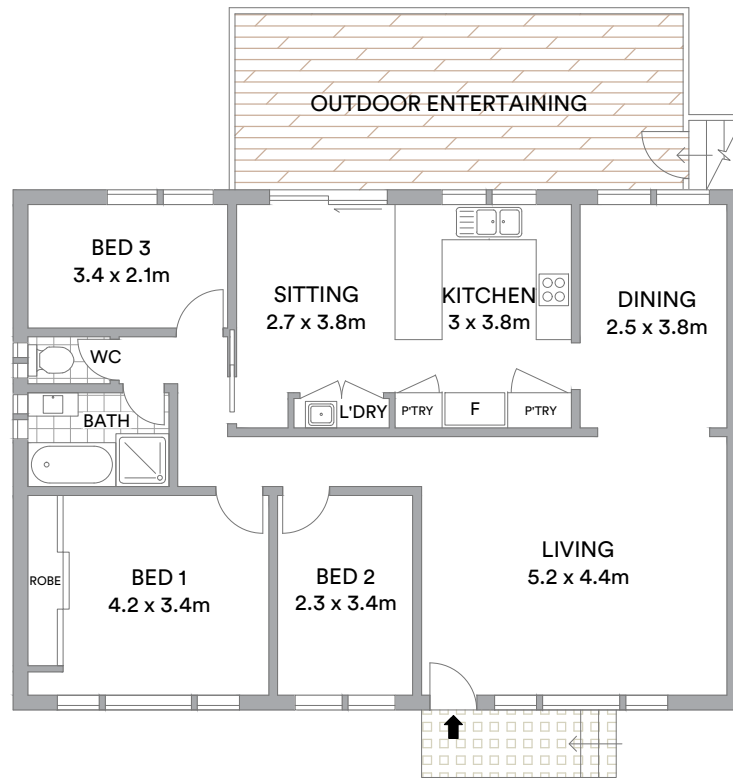 OUTDOOR ENTERTAINING
BED 3
3.4 x 2.1m
SITTING
2.7 x 3.8m
KITCHEN
3 x 3.8m
DINING
2.5 x 3.8m
WC
BATH
L'DRY
P'TRY
F
P'TRY
ROBE
BED 1
4.2 x 3.4m
BED 2
2.3 x 3.4m
LIVING
5.2 x 4.4m